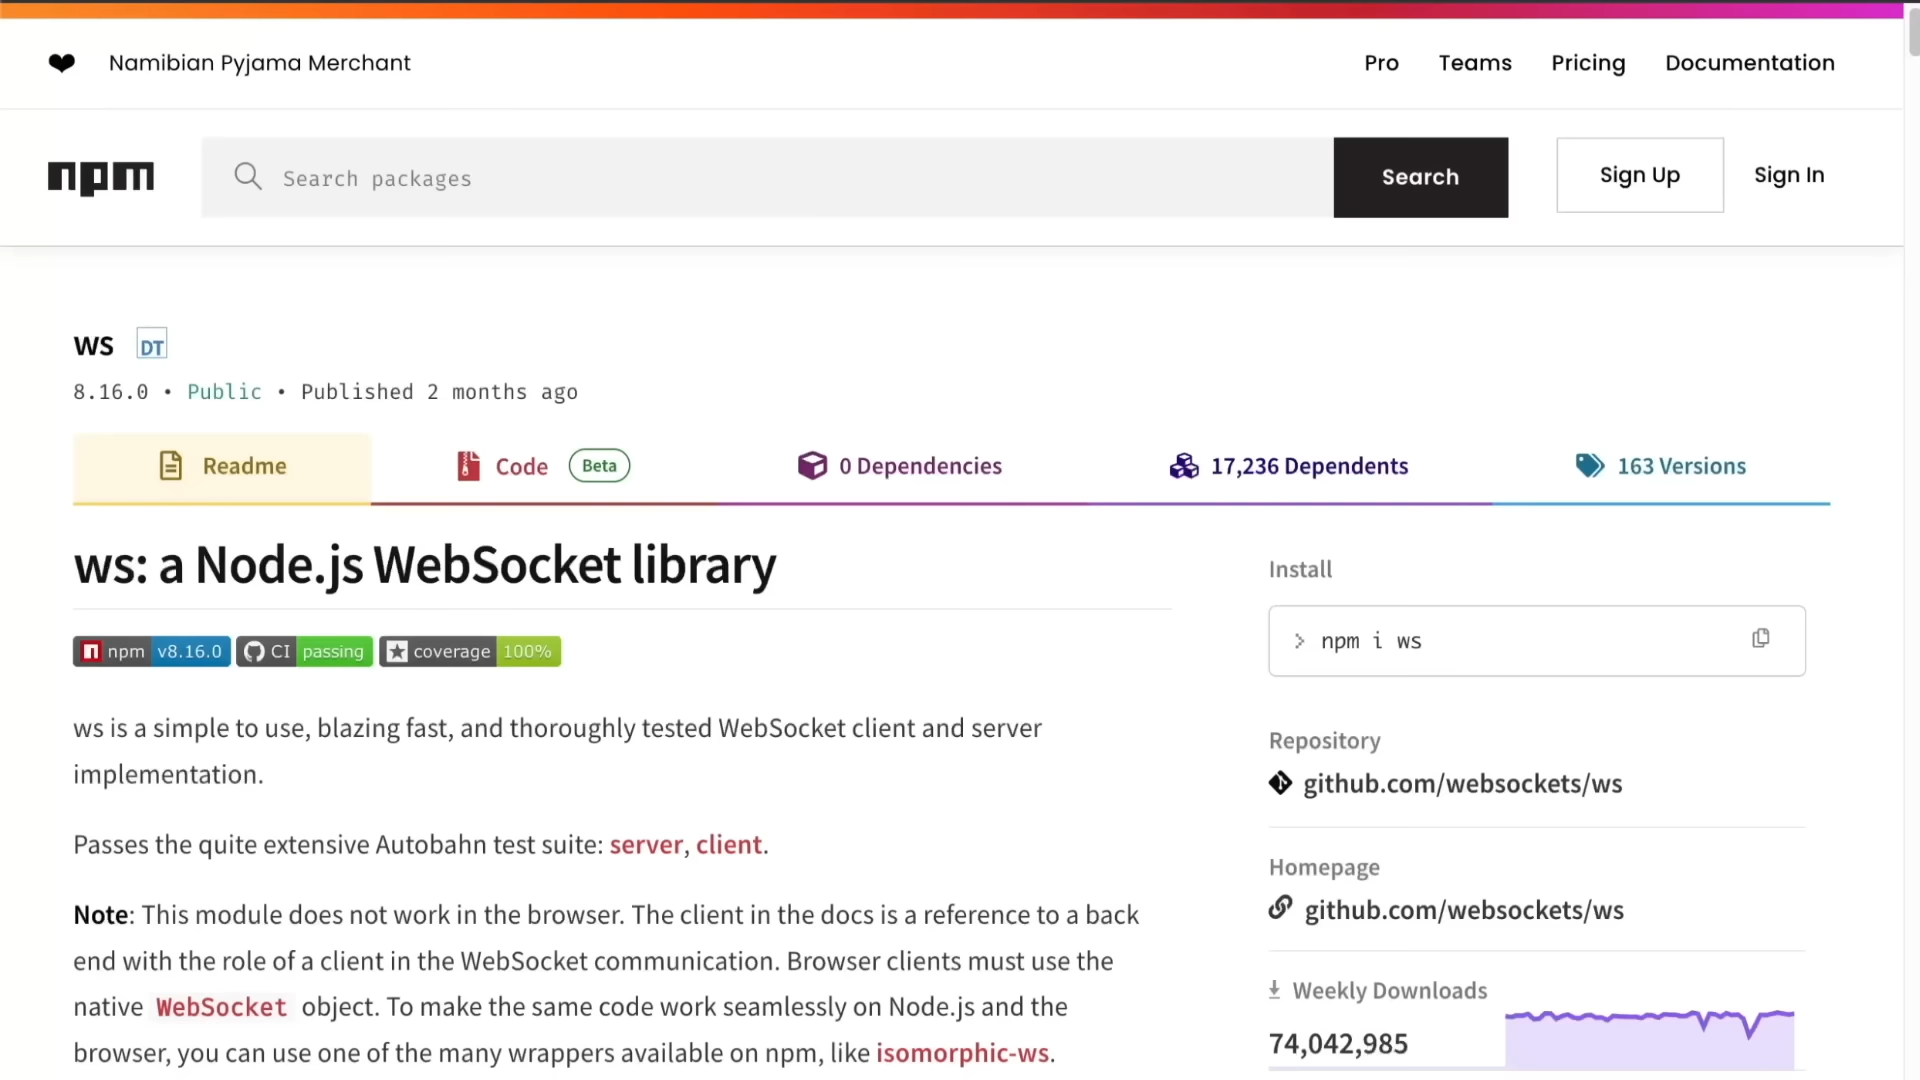 ❤ Namibian Pyjama Merchant
Pro Teams Pricing Documentation
npm Search packages Search Sign Up Sign In
ws DT
8.16.0 • Public • Published 2 months ago
Readme Code Beta 0 Dependencies 17,236 Dependents 163 Versions
ws: a Node.js WebSocket library
npm v8.16.0 CI passing coverage 100%
ws is a simple to use, blazing fast, and thoroughly tested WebSocket client and server
implementation.
Passes the quite extensive Autobahn test suite: server, client.
Note: This module does not work in the browser. The client in the docs is a reference to a back
end with the role of a client in the WebSocket communication. Browser clients must use the
native WebSocket object. To make the same code work seamlessly on Node.js and the
browser, you can use one of the many wrappers available on npm, like isomorphic-ws.
Install
> npm i ws
Repository
github.com/websockets/ws
Homepage
github.com/websockets/ws
Weekly Downloads
74,042,985